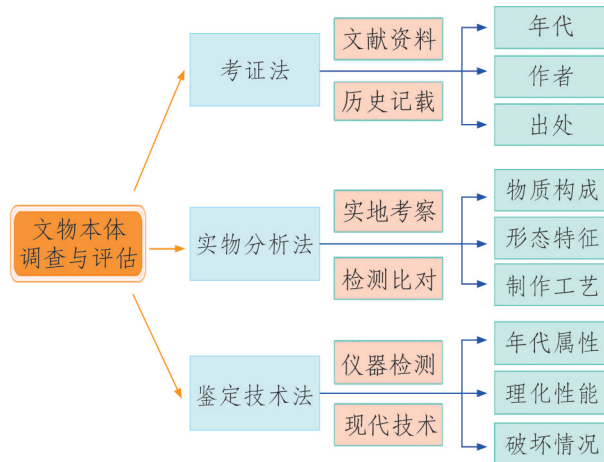 文物本体
调查与评估
考证法
文献资料
历史记载
年代
作者
出处
实物分析法
实地考察
检测比对
物质构成
形态特征
制作工艺
鉴定技术法
仪器检测
现代技术
年代属性
理化性能
破坏情况